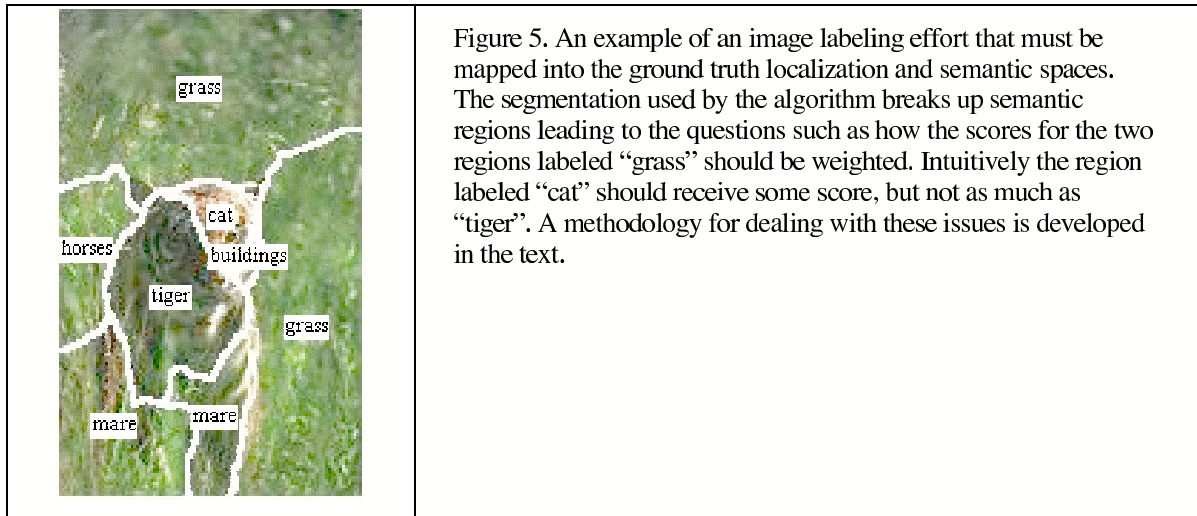 grass
cat
horses
buildings
tiger
grass
mare
mare
Figure 5. An example of an image labeling effort that must be
mapped into the ground truth localization and semantic spaces.
The segmentation used by the algorithm breaks up semantic
regions leading to the questions such as how the scores for the two
regions labeled “grass” should be weighted. Intuitively the region
labeled “cat” should receive some score, but not as much as
“tiger”. A methodology for dealing with these issues is developed
in the text.